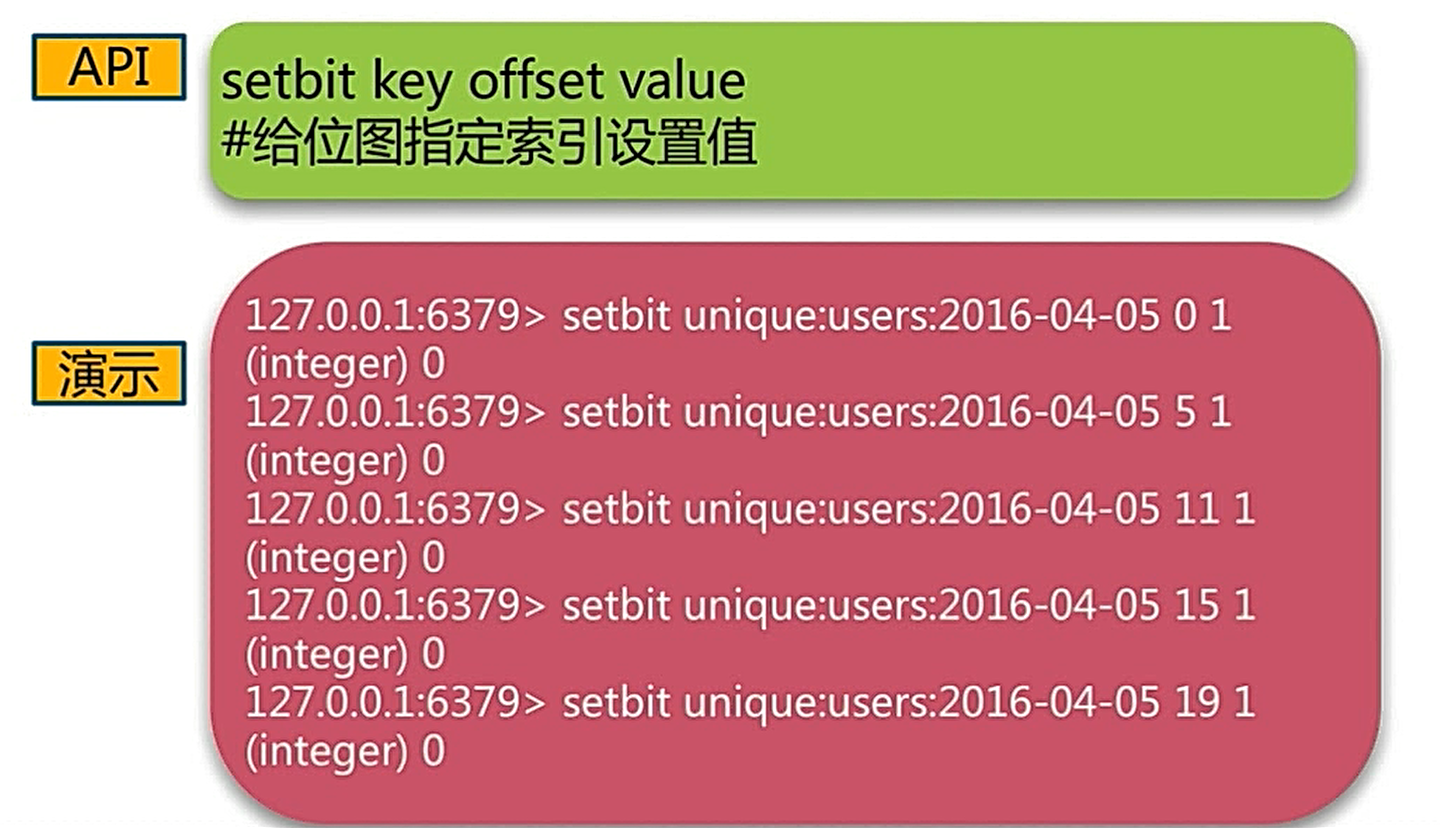 API
setbit key offset value
#给位图指定索引设置值
演示
127.0.0.1:6379> setbit unique:users:2016-04-05 0 1
(integer) 0
127.0.0.1:6379> setbit unique:users:2016-04-05 5 1
(integer) 0
127.0.0.1:6379> setbit unique:users:2016-04-05 11 1
(integer) 0
127.0.0.1:6379> setbit unique:users:2016-04-05 15 1
(integer) 0
127.0.0.1:6379> setbit unique:users:2016-04-05 19 1
(integer) 0